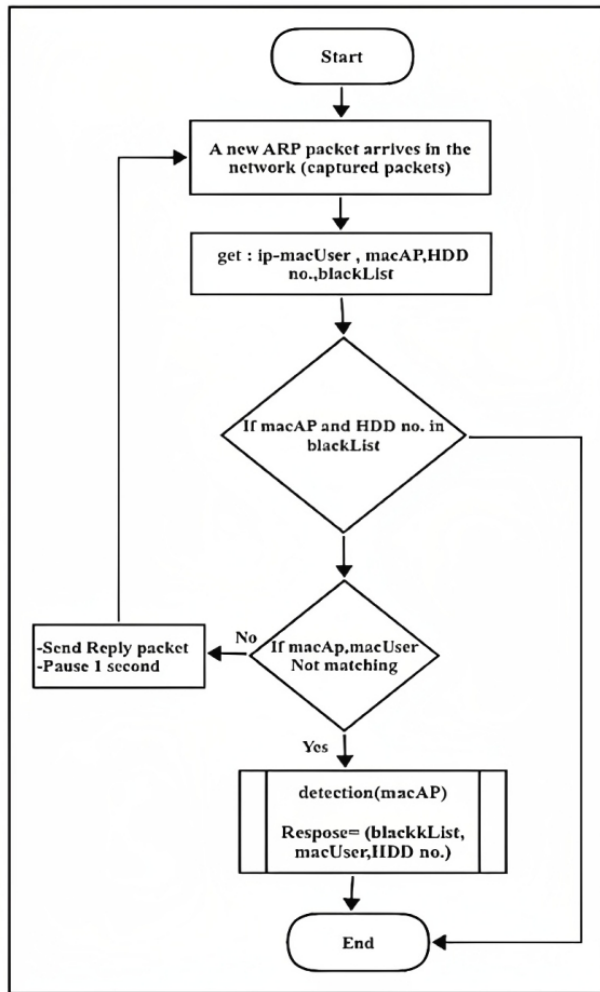 Start
A new ARP packet arrives in the
network (captured packets)
get : ip-macUser , macAP,HDD
no.,blackList
If macAP and HDD no. in
blackList
-Send Reply packet
-Pause 1 second
No
If macAp,macUser
Not matching
Yes
detection(macAP)
Respose= (blackkList,
macUser,HDD no.)
End